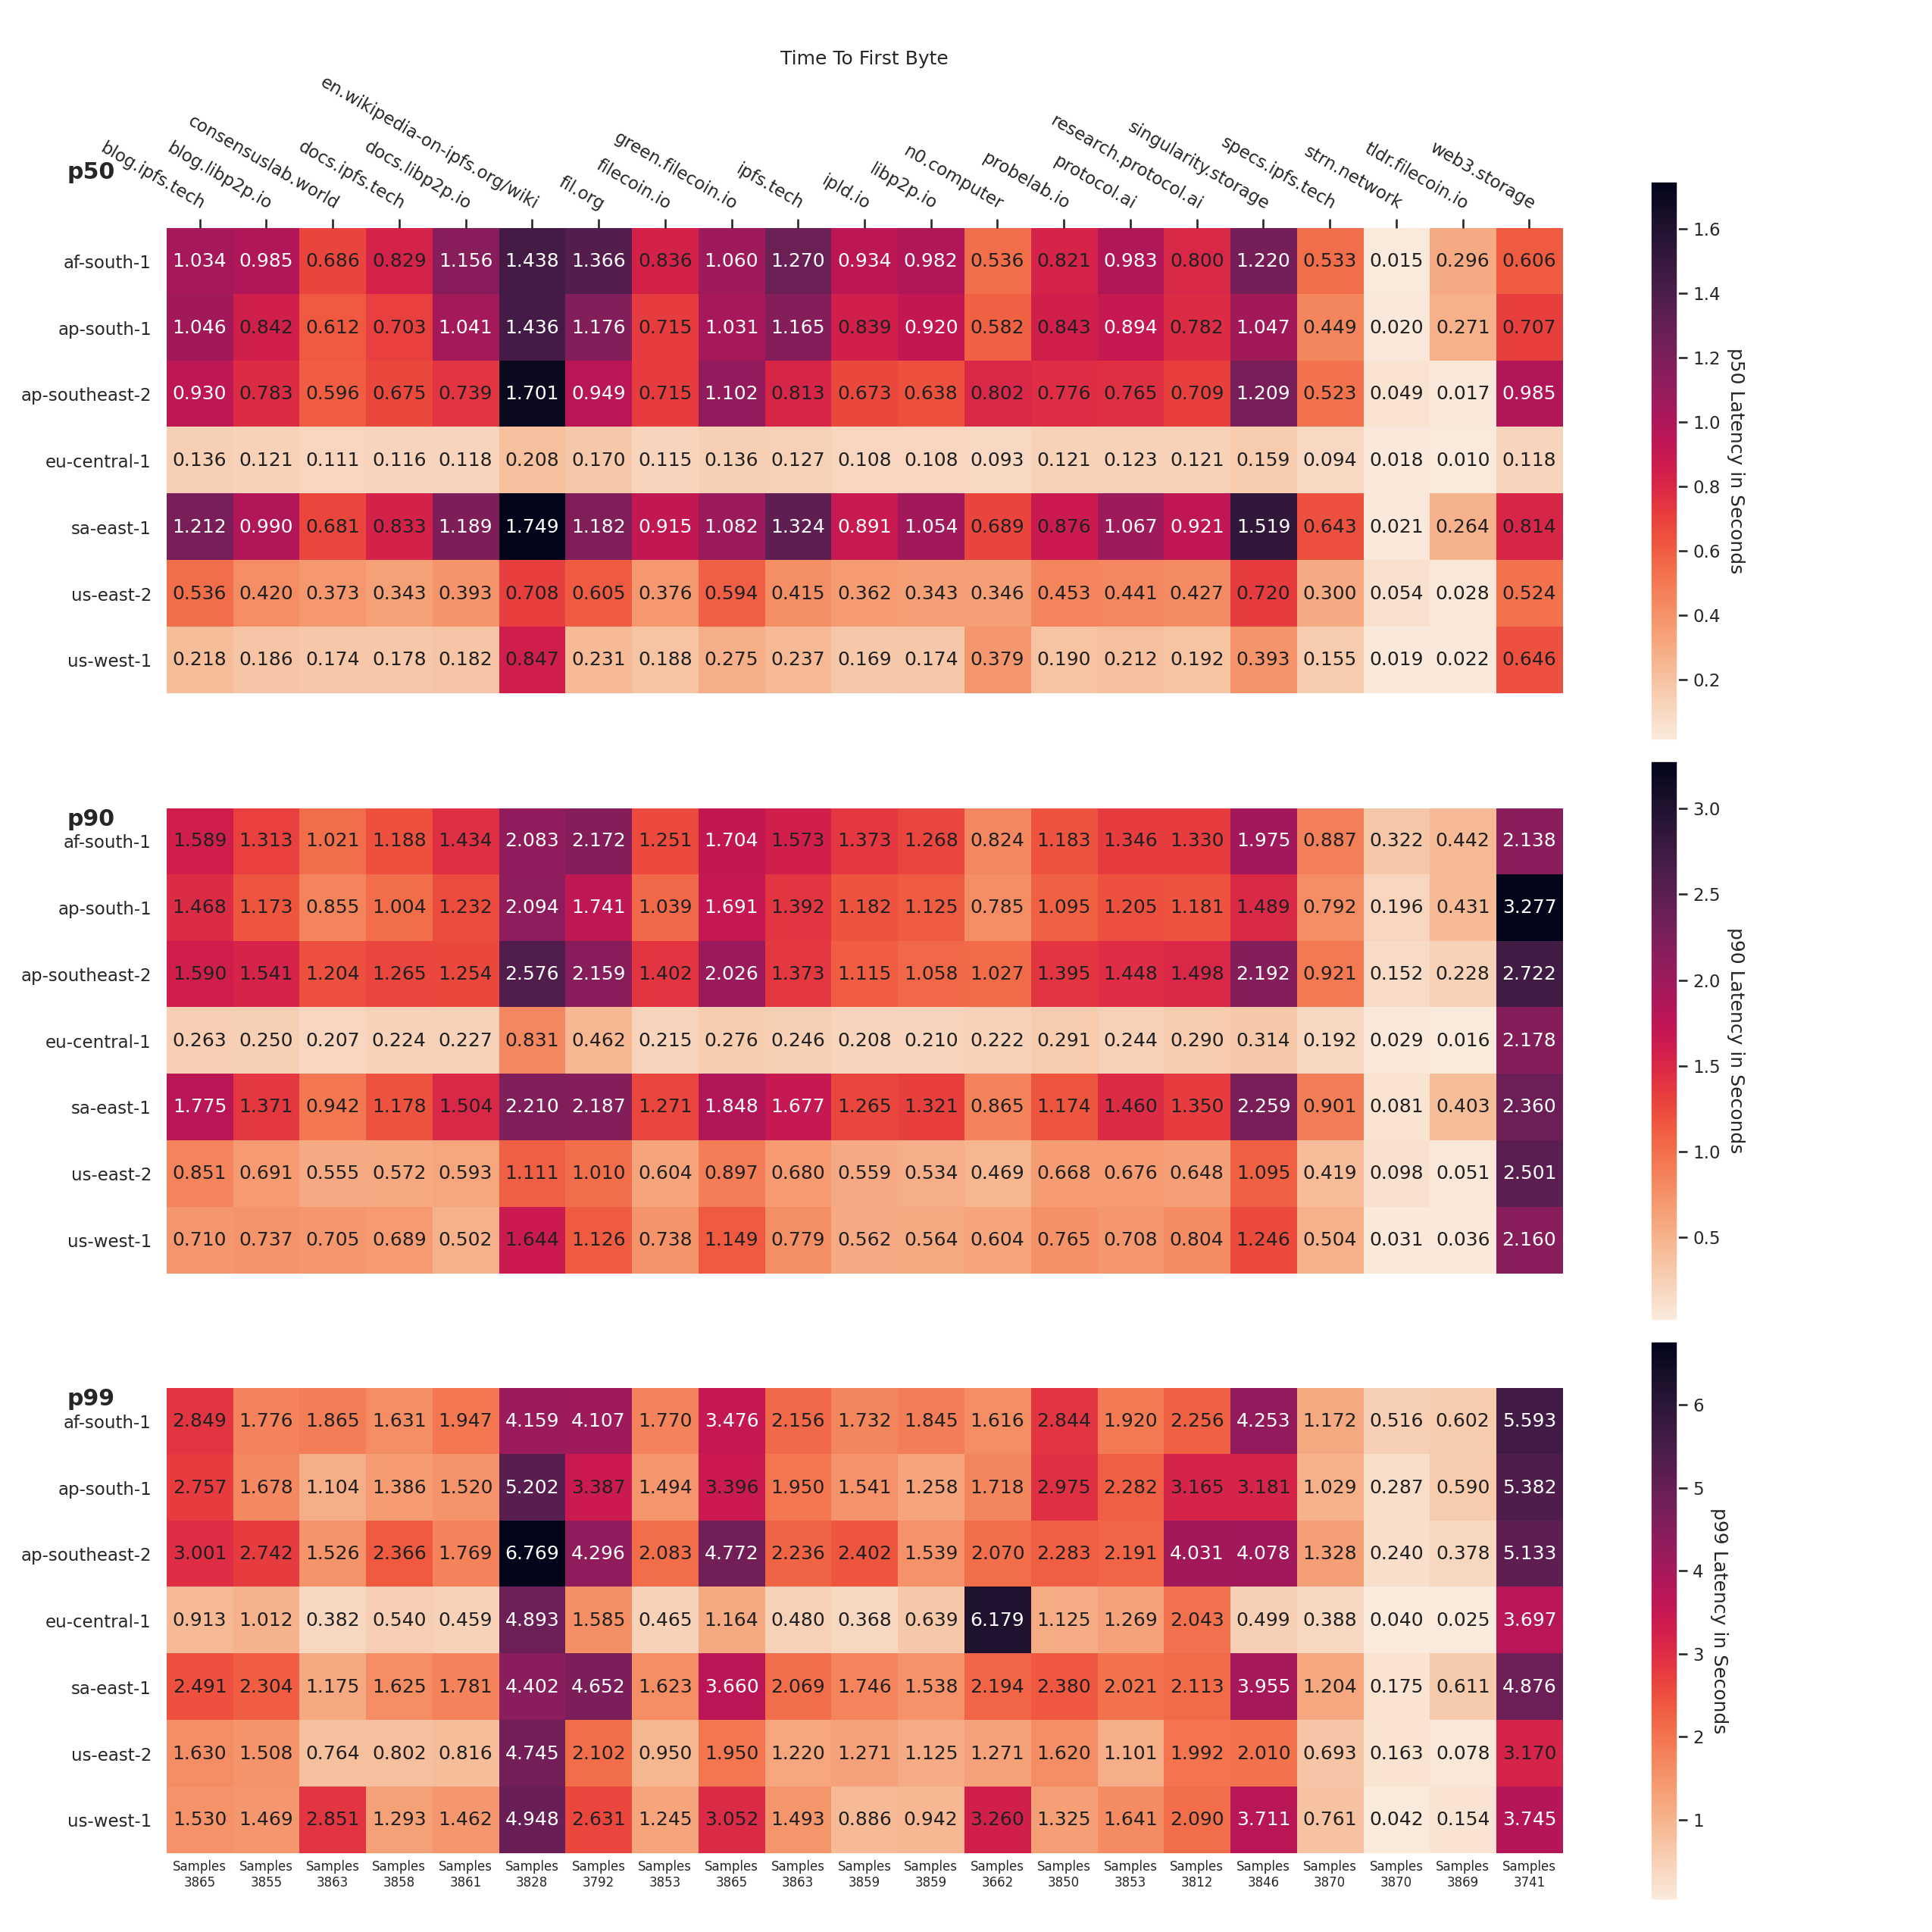 Time To First Byte
p50
blog.ipfs.tech
blog.libp2p.io
consensuslab.world
docs.ipfs.tech
docs.libp2p.io
en.wikipedia-on-ipfs.org/wiki
fil.org
filecoin.io
green.filecoin.io
ipfs.tech
ipld.io
libp2p.io
n0.computer
probelab.io
protocol.ai
research.protocol.ai
singularity.storage
specs.ipfs.tech
strn.network
tldr.filecoin.io
web3.storage
af-south-1 1.034 0.985 0.686 0.829 1.156 1.438 1.366 0.836 1.060 1.270 0.934 0.982 0.536 0.821 0.983 0.800 1.220 0.533 0.015 0.296 0.606
ap-south-1 1.046 0.842 0.612 0.703 1.041 1.436 1.176 0.715 1.031 1.165 0.839 0.920 0.582 0.843 0.894 0.782 1.047 0.449 0.020 0.271 0.707
ap-southeast-2 0.930 0.783 0.596 0.675 0.739 1.701 0.949 0.715 1.102 0.813 0.673 0.638 0.802 0.776 0.765 0.709 1.209 0.523 0.049 0.017 0.985
eu-central-1 0.136 0.121 0.111 0.116 0.118 0.208 0.170 0.115 0.136 0.127 0.108 0.108 0.093 0.121 0.123 0.121 0.159 0.094 0.018 0.010 0.118
sa-east-1 1.212 0.990 0.681 0.833 1.189 1.749 1.182 0.915 1.082 1.324 0.891 1.054 0.689 0.876 1.067 0.921 1.519 0.643 0.021 0.264 0.814
us-east-2 0.536 0.420 0.373 0.343 0.393 0.708 0.605 0.376 0.594 0.415 0.362 0.343 0.346 0.453 0.441 0.427 0.720 0.300 0.054 0.028 0.524
us-west-1 0.218 0.186 0.174 0.178 0.182 0.847 0.231 0.188 0.275 0.237 0.169 0.174 0.379 0.190 0.212 0.192 0.393 0.155 0.019 0.022 0.646
1.6
1.4
1.2
1.0
0.8
0.6
0.4
0.2
p50 Latency in Seconds
p90
af-south-1 1.589 1.313 1.021 1.188 1.434 2.083 2.172 1.251 1.704 1.573 1.373 1.268 0.824 1.183 1.346 1.330 1.975 0.887 0.322 0.442 2.138
ap-south-1 1.468 1.173 0.855 1.004 1.232 2.094 1.741 1.039 1.691 1.392 1.182 1.125 0.785 1.095 1.205 1.181 1.489 0.792 0.196 0.431 3.277
ap-southeast-2 1.590 1.541 1.204 1.265 1.254 2.576 2.159 1.402 2.026 1.373 1.115 1.058 1.027 1.395 1.448 1.498 2.192 0.921 0.152 0.228 2.722
eu-central-1 0.263 0.250 0.207 0.224 0.227 0.831 0.462 0.215 0.276 0.246 0.208 0.210 0.222 0.291 0.244 0.290 0.314 0.192 0.029 0.016 2.178
sa-east-1 1.775 1.371 0.942 1.178 1.504 2.210 2.187 1.271 1.848 1.677 1.265 1.321 0.865 1.174 1.460 1.350 2.259 0.901 0.081 0.403 2.360
us-east-2 0.851 0.691 0.555 0.572 0.593 1.111 1.010 0.604 0.897 0.680 0.559 0.534 0.469 0.668 0.676 0.648 1.095 0.419 0.098 0.051 2.501
us-west-1 0.710 0.737 0.705 0.689 0.502 1.644 1.126 0.738 1.149 0.779 0.562 0.564 0.604 0.765 0.708 0.804 1.246 0.504 0.031 0.036 2.160
3.0
2.5
2.0
1.5
1.0
0.5
p90 Latency in Seconds
p99
af-south-1 2.849 1.776 1.865 1.631 1.947 4.159 4.107 1.770 3.476 2.156 1.732 1.845 1.616 2.844 1.920 2.256 4.253 1.172 0.516 0.602 5.593
ap-south-1 2.757 1.678 1.104 1.386 1.520 5.202 3.387 1.494 3.396 1.950 1.541 1.258 1.718 2.975 2.282 3.165 3.181 1.029 0.287 0.590 5.382
ap-southeast-2 3.001 2.742 1.526 2.366 1.769 6.769 4.296 2.083 4.772 2.236 2.402 1.539 2.070 2.283 2.191 4.031 4.078 1.328 0.240 0.378 5.133
eu-central-1 0.913 1.012 0.382 0.540 0.459 4.893 1.585 0.465 1.164 0.480 0.368 0.639 6.179 1.125 1.269 2.043 0.499 0.388 0.040 0.025 3.697
sa-east-1 2.491 2.304 1.175 1.625 1.781 4.402 4.652 1.623 3.660 2.069 1.746 1.538 2.194 2.380 2.021 2.113 3.955 1.204 0.175 0.611 4.876
us-east-2 1.630 1.508 0.764 0.802 0.816 4.745 2.102 0.950 1.950 1.220 1.271 1.125 1.271 1.620 1.101 1.992 2.010 0.693 0.163 0.078 3.170
us-west-1 1.530 1.469 2.851 1.293 1.462 4.948 2.631 1.245 3.052 1.493 0.886 0.942 3.260 1.325 1.641 2.090 3.711 0.761 0.042 0.154 3.745
Samples Samples Samples Samples Samples Samples Samples Samples Samples Samples Samples Samples Samples Samples Samples Samples Samples Samples Samples Samples Samples
3865 3855 3863 3858 3861 3828 3792 3853 3865 3863 3859 3859 3662 3850 3853 3812 3846 3870 3870 3869 3741
6
5
4
3
2
1
p99 Latency in Seconds